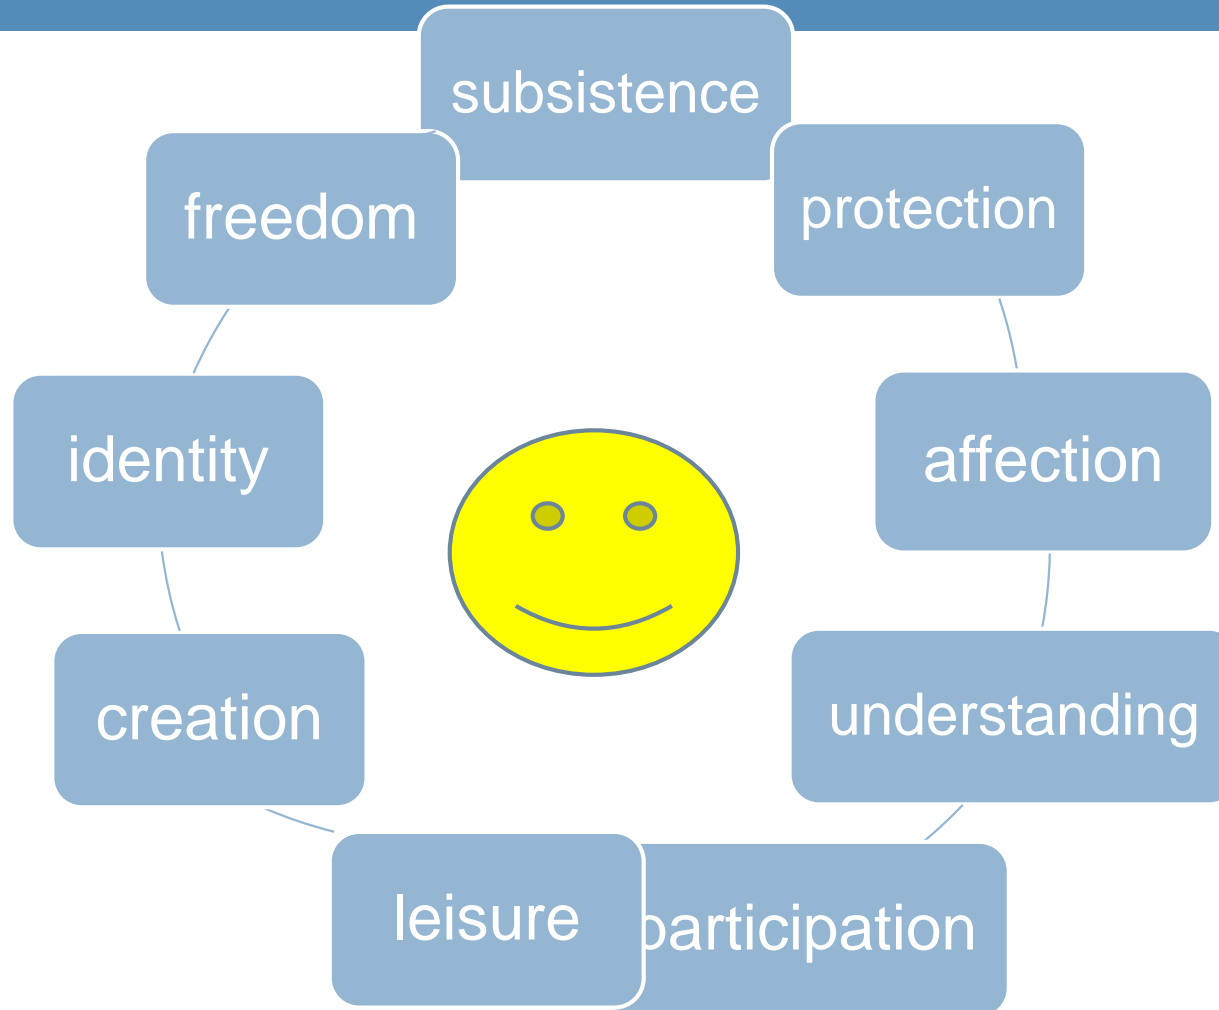 subsistence
protection
affection
understanding
participation
leisure
creation
identity
freedom